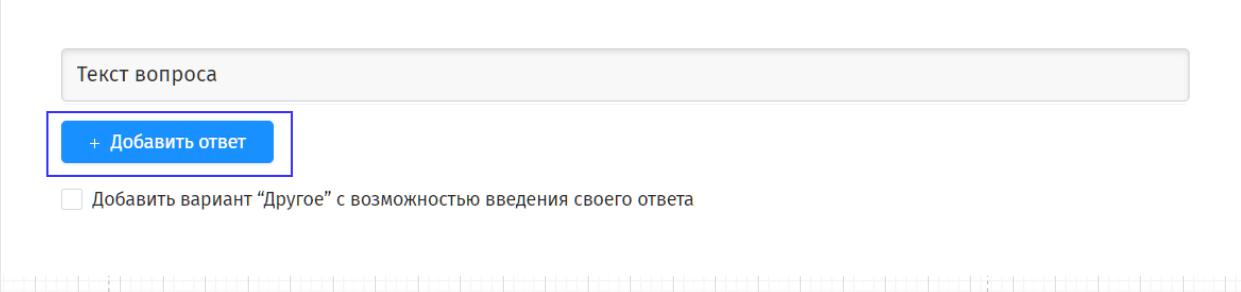 Текст вопроса
+ Добавить ответ
Добавить вариант “Другое” с возможностью введения своего ответа